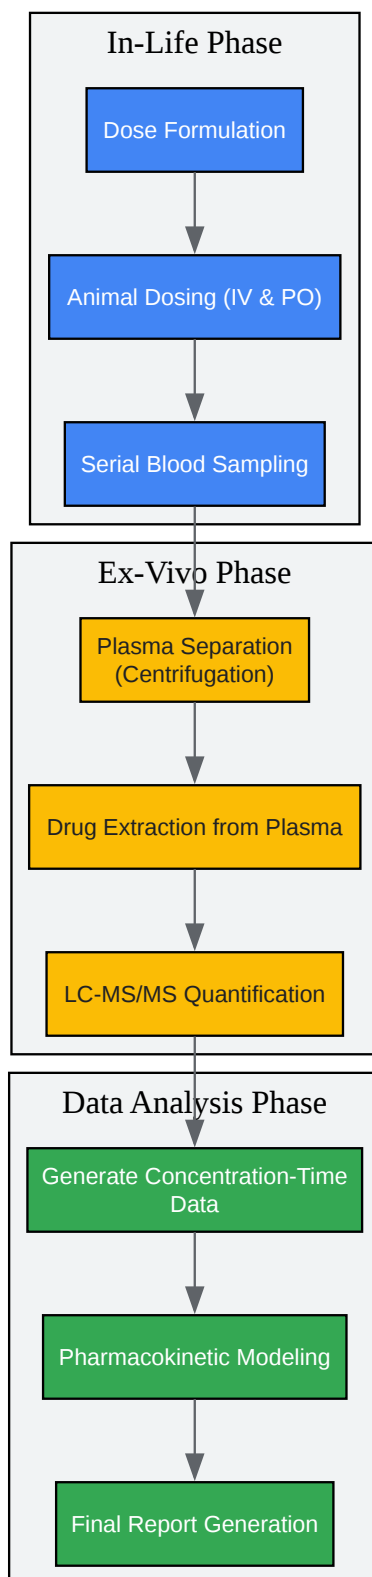 In-Life Phase
Dose Formulation
Animal Dosing (IV & PO)
Serial Blood Sampling
Ex-Vivo Phase
Plasma Separation
(Centrifugation)
Drug Extraction from Plasma
LC-MS/MS Quantification
Data Analysis Phase
Generate Concentration-Time
Data
Pharmacokinetic Modeling
Final Report Generation